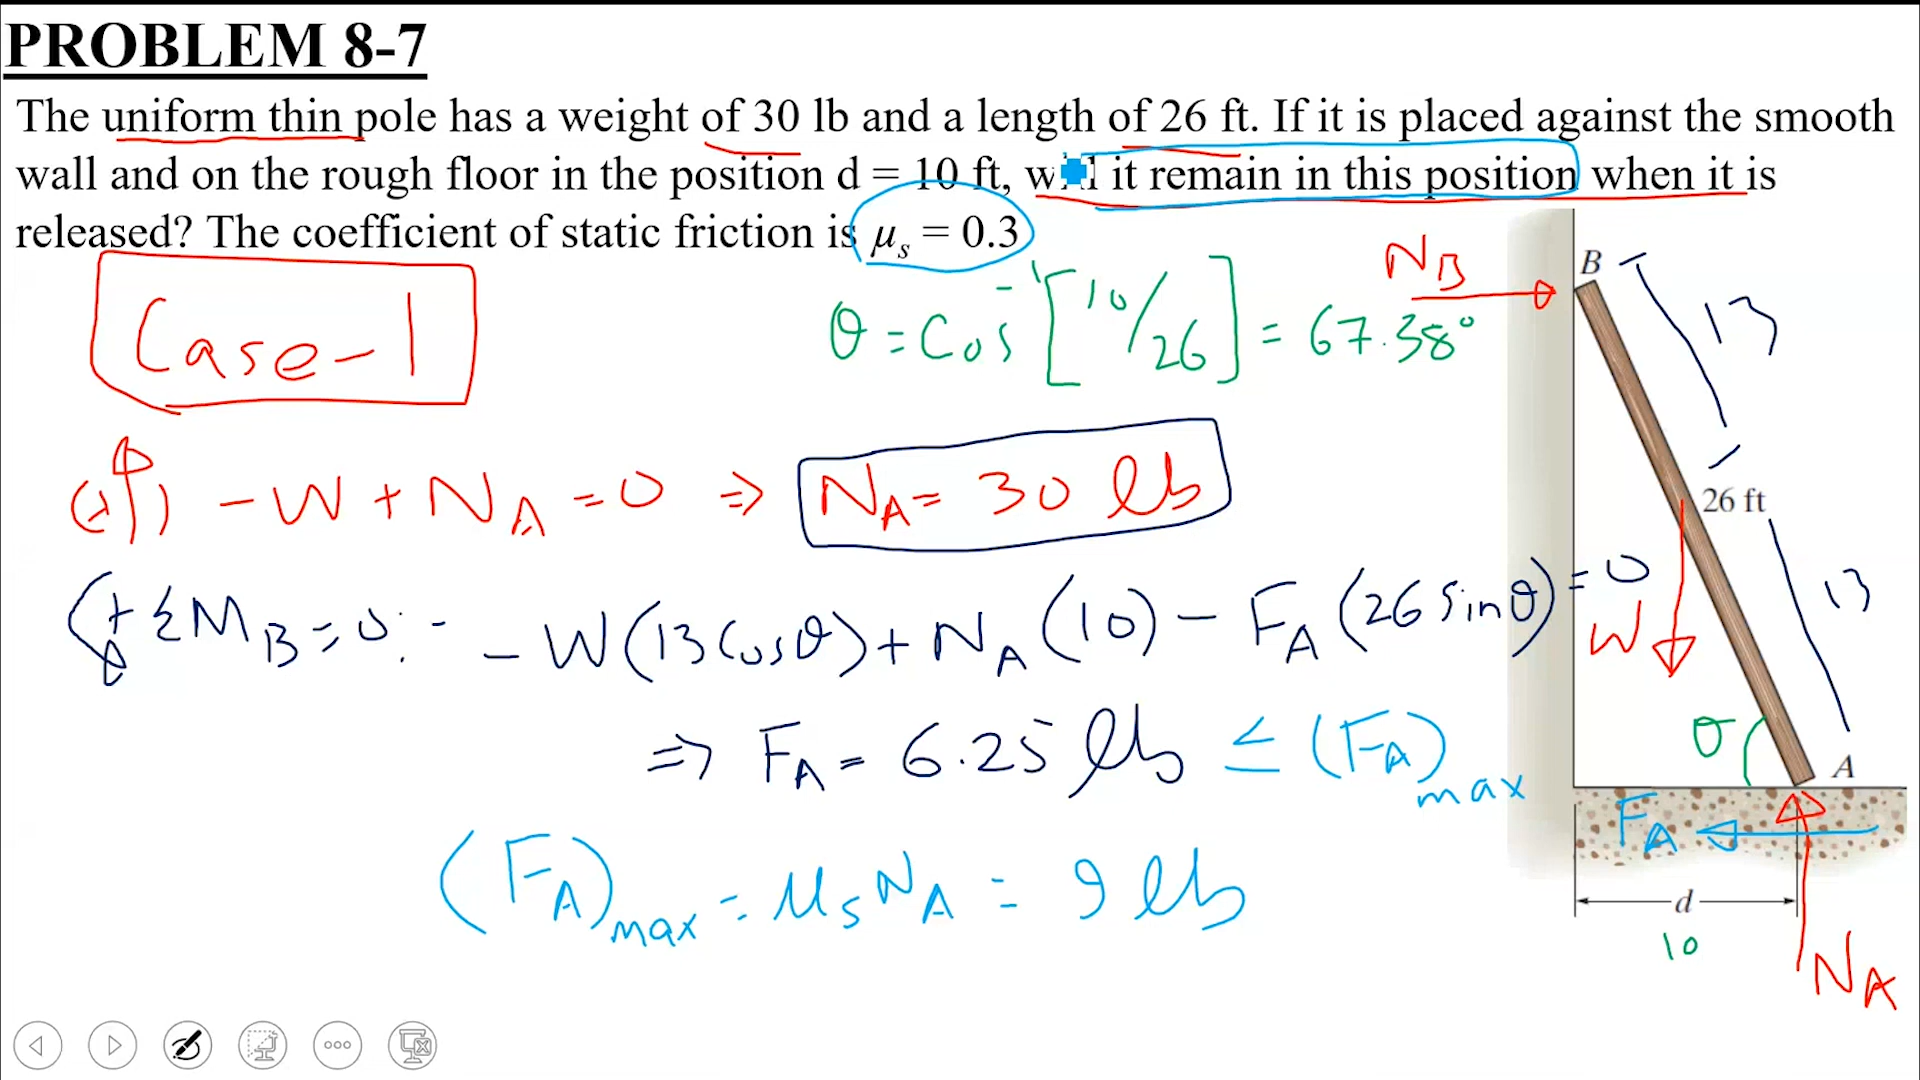 PROBLEM 8-7
The uniform thin pole has a weight of 30 lb and a length of 26 ft. If it is placed against the smooth
wall and on the rough floor in the position d = 10 ft, will it remain in this position when it is
released? The coefficient of static friction is μs = 0.3
Case-1
θ = Cos⁻¹ [10/26] = 67.38°
NB
B
13
(+↑) - W + NA = 0 ⇒ NA = 30 lb
26 ft
(+ ΣMB = 0: - W(13 Cosθ) + NA (10) - FA (26 sinθ) = 0
13
W
⇒ FA = 6.25 lb ≤ (FA)max
θ
A
FA
(FA)max = μs NA = 9 lb
d
10
NA